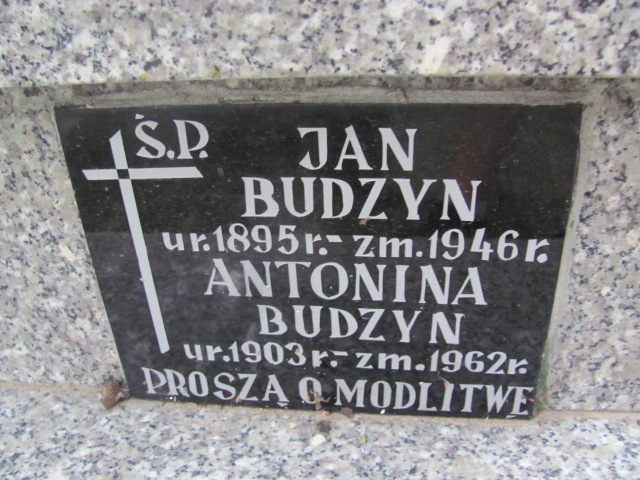 Ś.P.
JAN
BUDZYN
ur.1895r.-zm.1946r.
ANTONINA
BUDZYN
ur.1903r.-zm.1962r.
PROSZĄ O MODLITWĘ